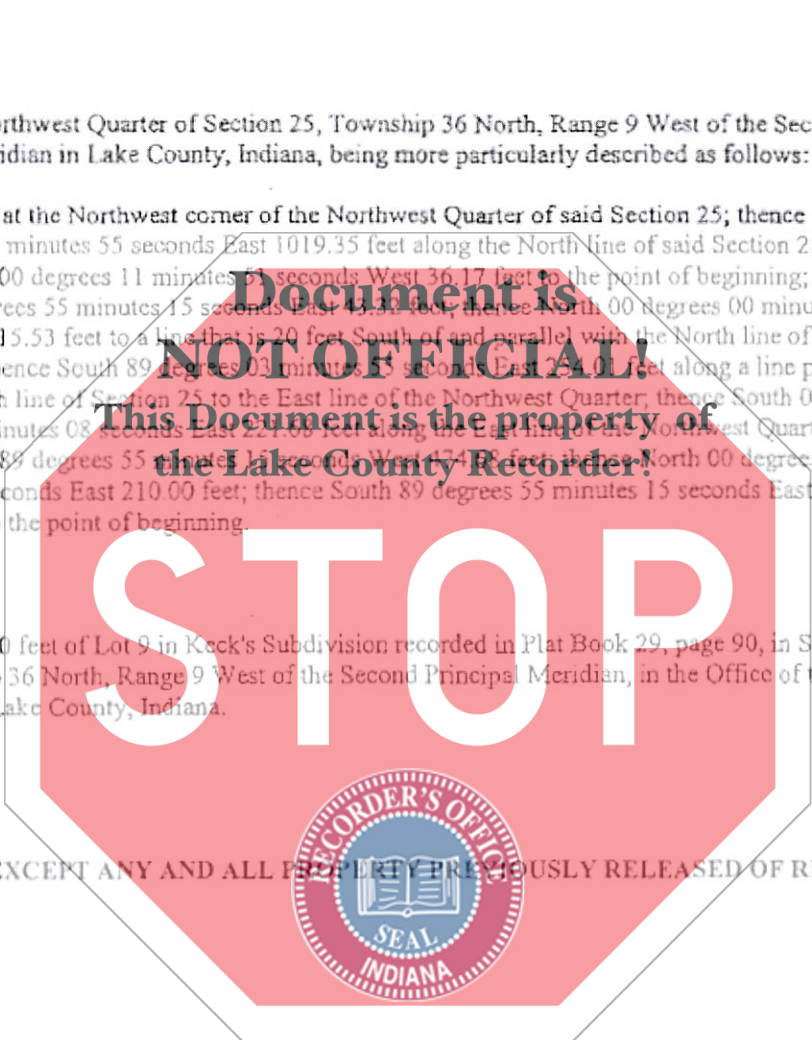 rthwest Quarter of Section 25, Township 36 North, Range 9 West of the Sec
idian in Lake County, Indiana, being more particularly described as follows:
at the Northwest corner of the Northwest Quarter of said Section 25; thence
minutes 55 seconds East 1019.35 feet along the North line of said Section 2
00 degrees 11 minutes seconds West 36.17 feet to the point of beginning;
ees 55 minutes 15 seconds East feet; thence North 00 degrees 00 minu
5.53 feet to a line that is 20 feet South of and parallel with the North line of
ence South 89 degrees 03 minutes 55 seconds East 254.01 feet along a line p
line of Section 25 to the East line of the Northwest Quarter; thence South 0
inutes 08 seconds East feet along the East line of the Northwest Quart
89 degrees 55 minutes 15 seconds West feet; thence North 00 degree
conds East 210.00 feet; thence South 89 degrees 55 minutes 15 seconds East
the point of beginning.
Document is
NOT OFFICIAL!
This Document is the property of
the Lake County Recorder!
STOP
0 feet of Lot 9 in Keck's Subdivision recorded in Plat Book 29, page 90, in S
36 North, Range 9 West of the Second Principal Meridian, in the Office of
ake County, Indiana.
EXCEPT ANY AND ALL PROPERTY PREVIOUSLY RELEASED OF R
RECORDER'S OFFICE
SEAL
INDIANA